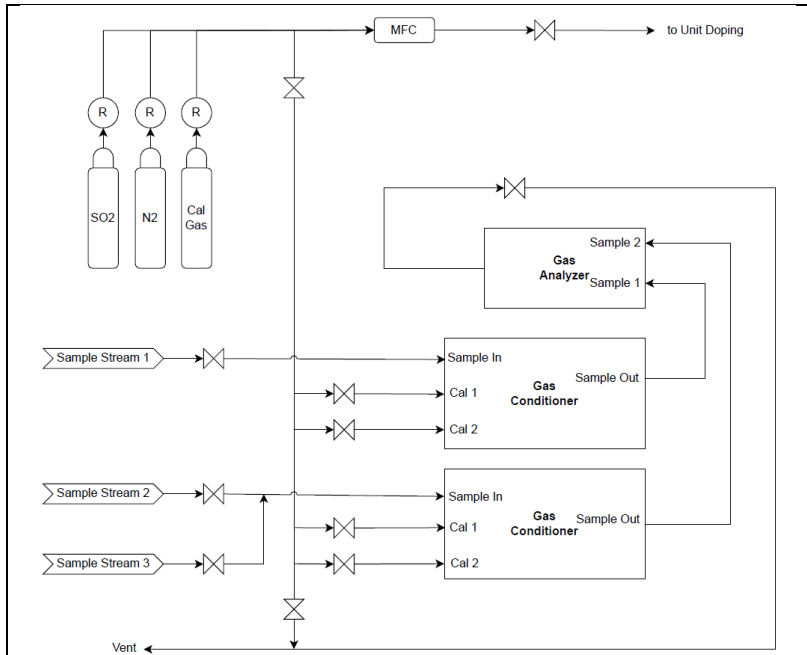 MFC
to Unit Doping
R
R
R
SO2
N2
Cal
Gas
Sample 2
Gas
Analyzer
Sample 1
Sample Stream 1
Sample In
Sample Out
Cal 1
Gas
Conditioner
Cal 2
Sample Stream 2
Sample In
Sample Out
Cal 1
Gas
Conditioner
Sample Stream 3
Cal 2
Vent